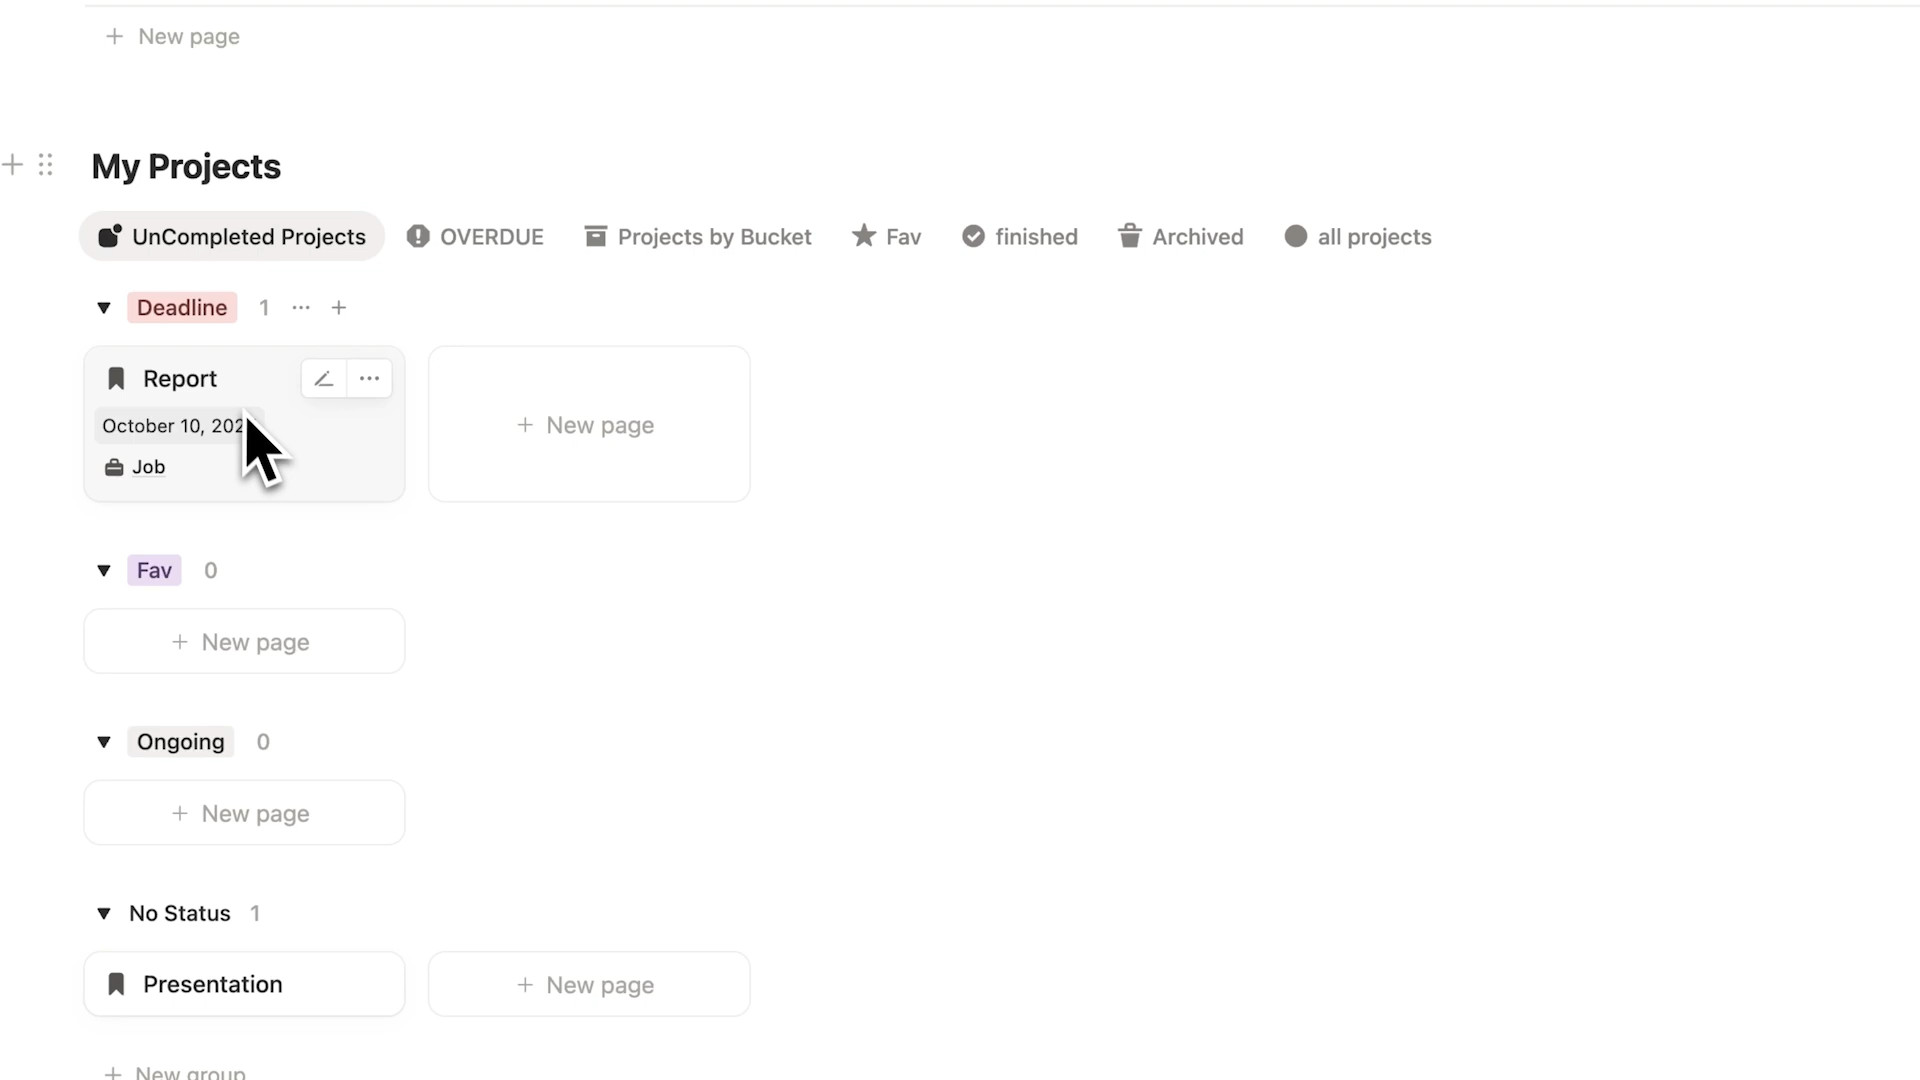 New page
My Projects
UnCompleted Projects OVERDUE Projects by Bucket Fav finished Archived all projects
Deadline 1
Report
October 10,
New page
Job
Fav 0
New page
Ongoing 0
New page
No Status 1
Presentation New page
New group